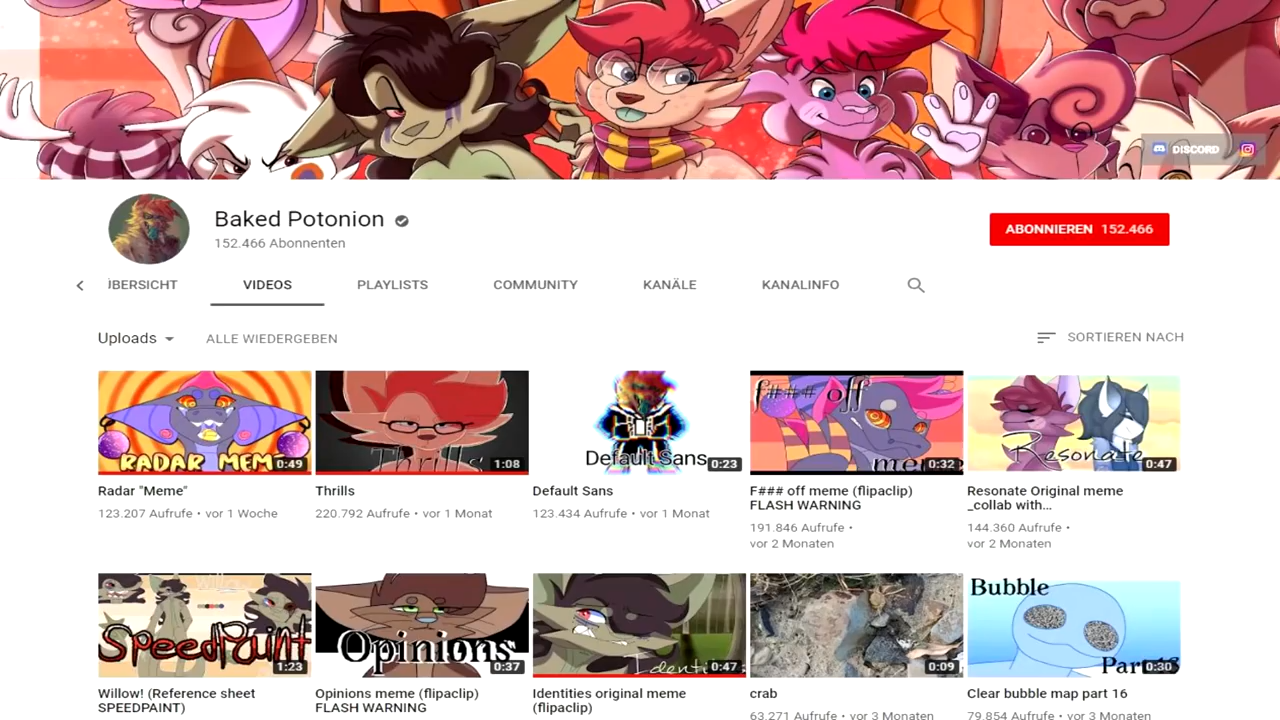 DISCORD
Baked Potonion
152.466 Abonnenten
ABONNIEREN 152.466
ÜBERSICHT VIDEOS PLAYLISTS COMMUNITY KANÄLE KANALINFO
Uploads ALLE WIEDERGEBEN SORTIEREN NACH
RADAR MEME 0:49
Thrills 1:08
Default Sans 0:23
f### off meme 0:32
Resonate 0:47
Radar "Meme"
123.207 Aufrufe • vor 1 Woche
Thrills
220.792 Aufrufe • vor 1 Monat
Default Sans
123.434 Aufrufe • vor 1 Monat
F### off meme (flipaclip)
FLASH WARNING
191.846 Aufrufe •
vor 2 Monaten
Resonate Original meme
_collab with...
144.360 Aufrufe •
vor 2 Monaten
SpeedPaint 1:23
Opinions 0:37
Identi 0:47
0:09
Bubble
Part 13 0:30
Willow! (Reference sheet
SPEEDPAINT)
Opinions meme (flipaclip)
FLASH WARNING
Identities original meme
(flipaclip)
crab
63.271 Aufrufe • vor 3 Monaten
Clear bubble map part 16
79.854 Aufrufe • vor 3 Monaten